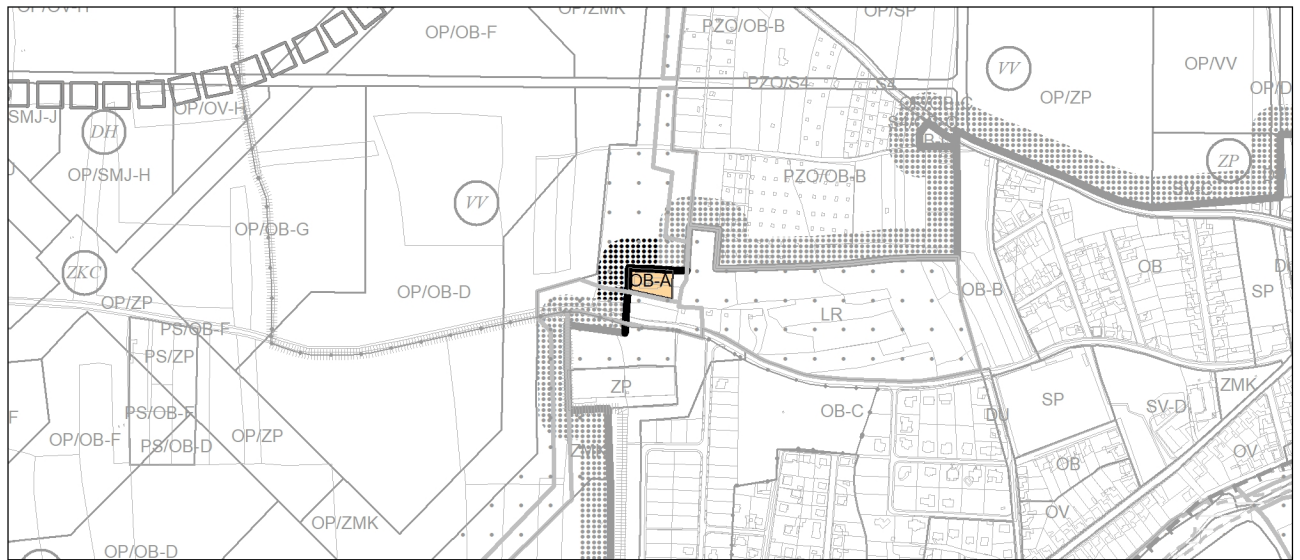 OP/OV-H
OP/ZMK
OP/SP
OP/OB-F
PZO/OB-B
VV
OP/VV
PZO/S4
S4
OP/ZP
OP/OV-H
SMJ-J
DH
OP/SMJ-H
PZO/OB-B
ZP
SV-C
VV
OP/OB-G
ZKC
OB-A
OP/OB-D
OB-B
OB
SP
OP/ZP
LR
PS/OB-F
PS/ZP
ZP
SP
ZMK
PS/OB-F
OB-C
DU
SV-D
OP/OB-F
PS/OB-D
OP/ZP
OB
OV
OV
OP/ZMK
OP/OB-D